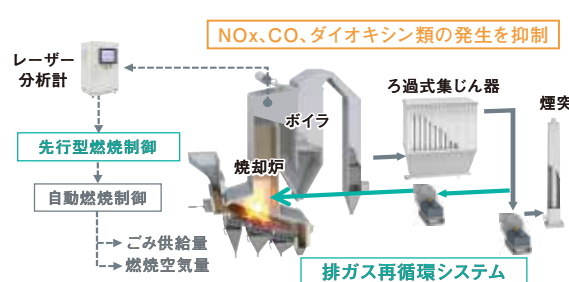 NOx、CO、ダイオキシン類の発生を抑制
レーザー
分析計
ろ過式集じん器
煙突
ボイラ
先行型燃焼制御
焼却炉
自動燃焼制御
ごみ供給量
燃焼空気量
排ガス再循環システム